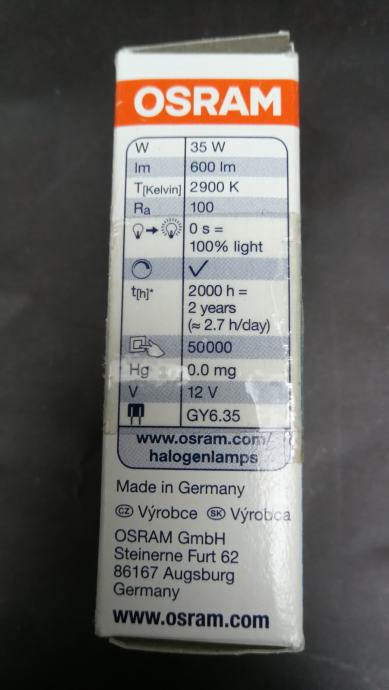 OSRAM
W 35 W
lm 600 lm
T[Kelvin] 2900 K
Ra 100
0 s =
100% light
t[h]* 2000 h =
2 years
(≈ 2.7 h/day)
50000
Hg 0.0 mg
V 12 V
GY6.35
www.osram.com/
halogenlamps
Made in Germany
CZ Výrobce SK Výrobca
OSRAM GmbH
Steinerne Furt 62
86167 Augsburg
Germany
www.osram.com